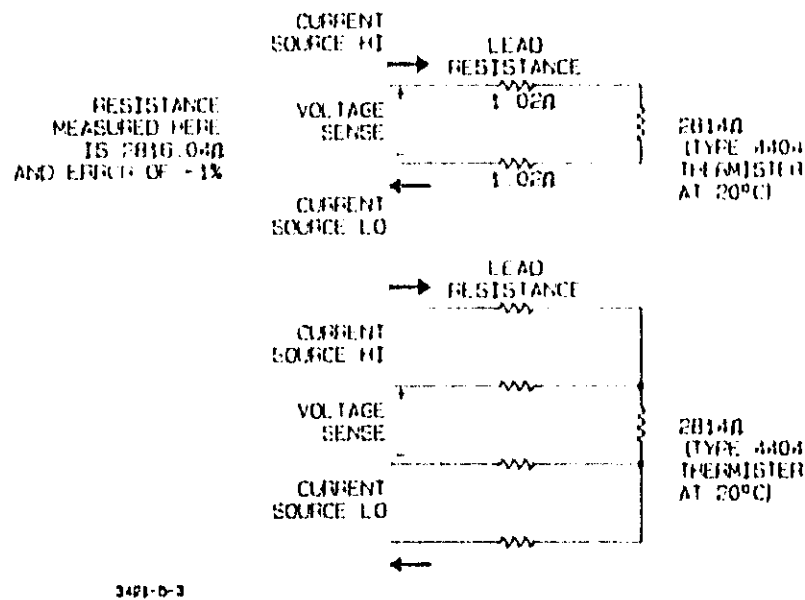 CURRENT
SOURCE HI
LEAD
RESISTANCE
1.02Ω
RESISTANCE
MEASURED HERE
IS 2816.04Ω
AND ERROR OF -1%
VOLTAGE
SENSE
2814Ω
(TYPE 4404
THERMISTER
AT 20ºC)
1.02Ω
CURRENT
SOURCE LO
LEAD
RESISTANCE
CURRENT
SOURCE HI
VOLTAGE
SENSE
2814Ω
(TYPE 4404
THERMISTER
AT 20ºC)
CURRENT
SOURCE LO
3421-D-3